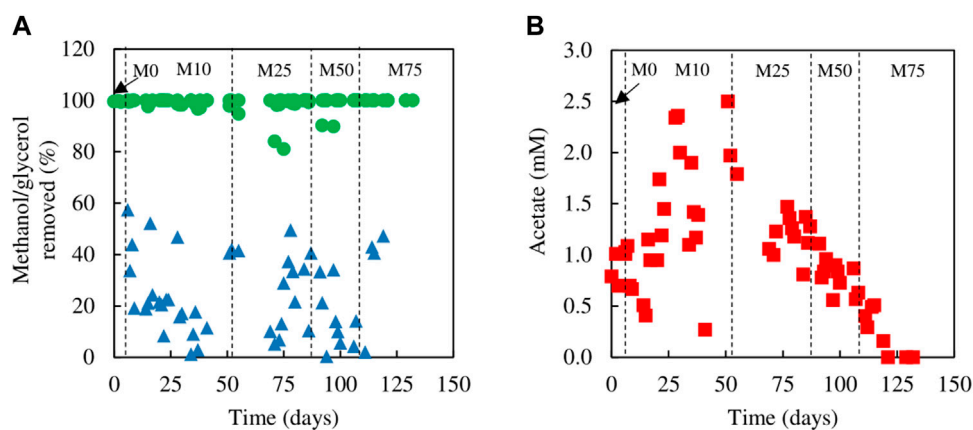 A
Methanol/glycerol
removed (%)
120
100
80
60
40
20
0
M0
M10
M25
M50
M75
0 25 50 75 100 125 150
Time (days)
B
Acetate (mM)
3.0
2.5
2.0
1.5
1.0
0.5
0.0
M0
M10
M25
M50
M75
0 25 50 75 100 125 150
Time (days)